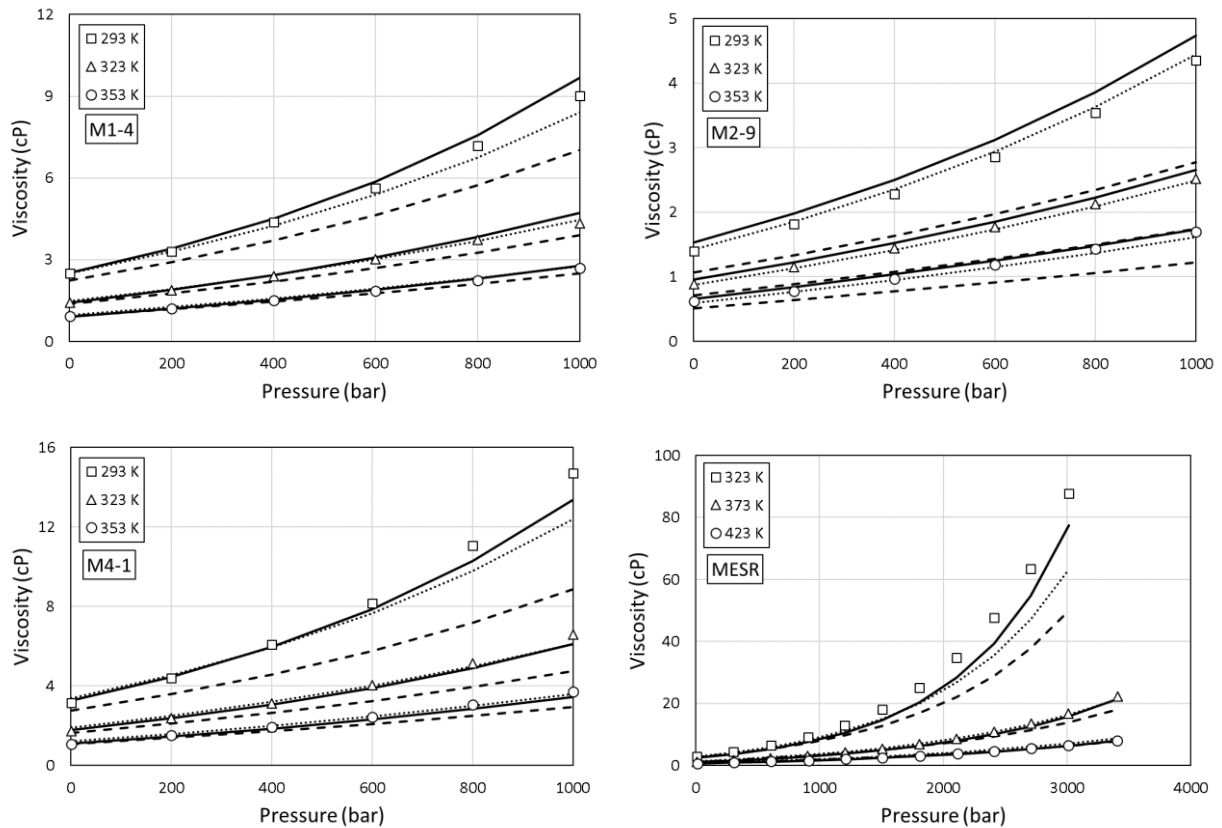 12
9
6
3
0
Viscosity (cP)
293 K
323 K
353 K
M1-4
0 200 400 600 800 1000
Pressure (bar)
5
4
3
2
1
0
Viscosity (cP)
293 K
323 K
353 K
M2-9
0 200 400 600 800 1000
Pressure (bar)
16
12
8
4
0
Viscosity (cP)
293 K
323 K
353 K
M4-1
0 200 400 600 800 1000
Pressure (bar)
100
80
60
40
20
0
Viscosity (cP)
323 K
373 K
423 K
MESR
0 1000 2000 3000 4000
Pressure (bar)